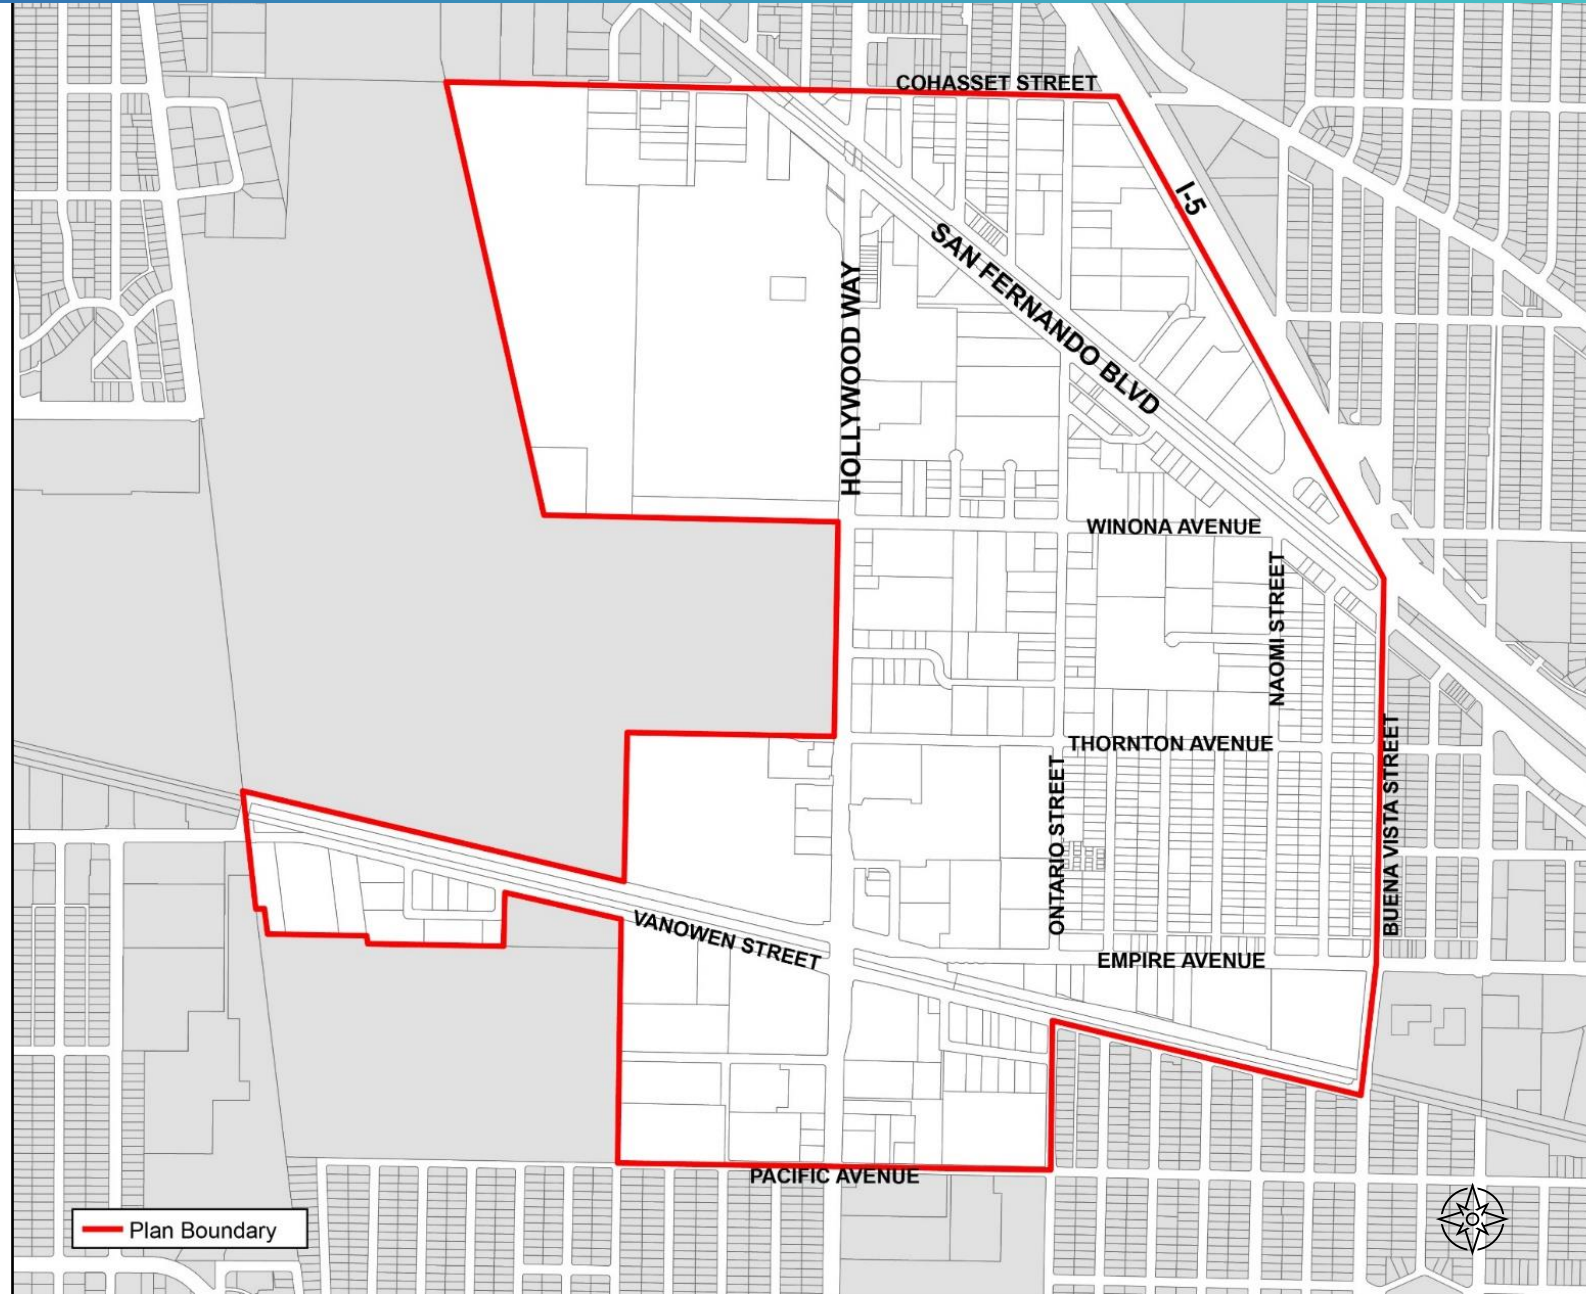 COHASSET STREET
I-5
SAN FERNANDO BLVD
HOLLYWOOD WAY
WINONA AVENUE
NAOMI STREET
THORNTON AVENUE
BUENA VISTA STREET
ONTARIO STREET
VANOWEN STREET
EMPIRE AVENUE
PACIFIC AVENUE
Plan Boundary